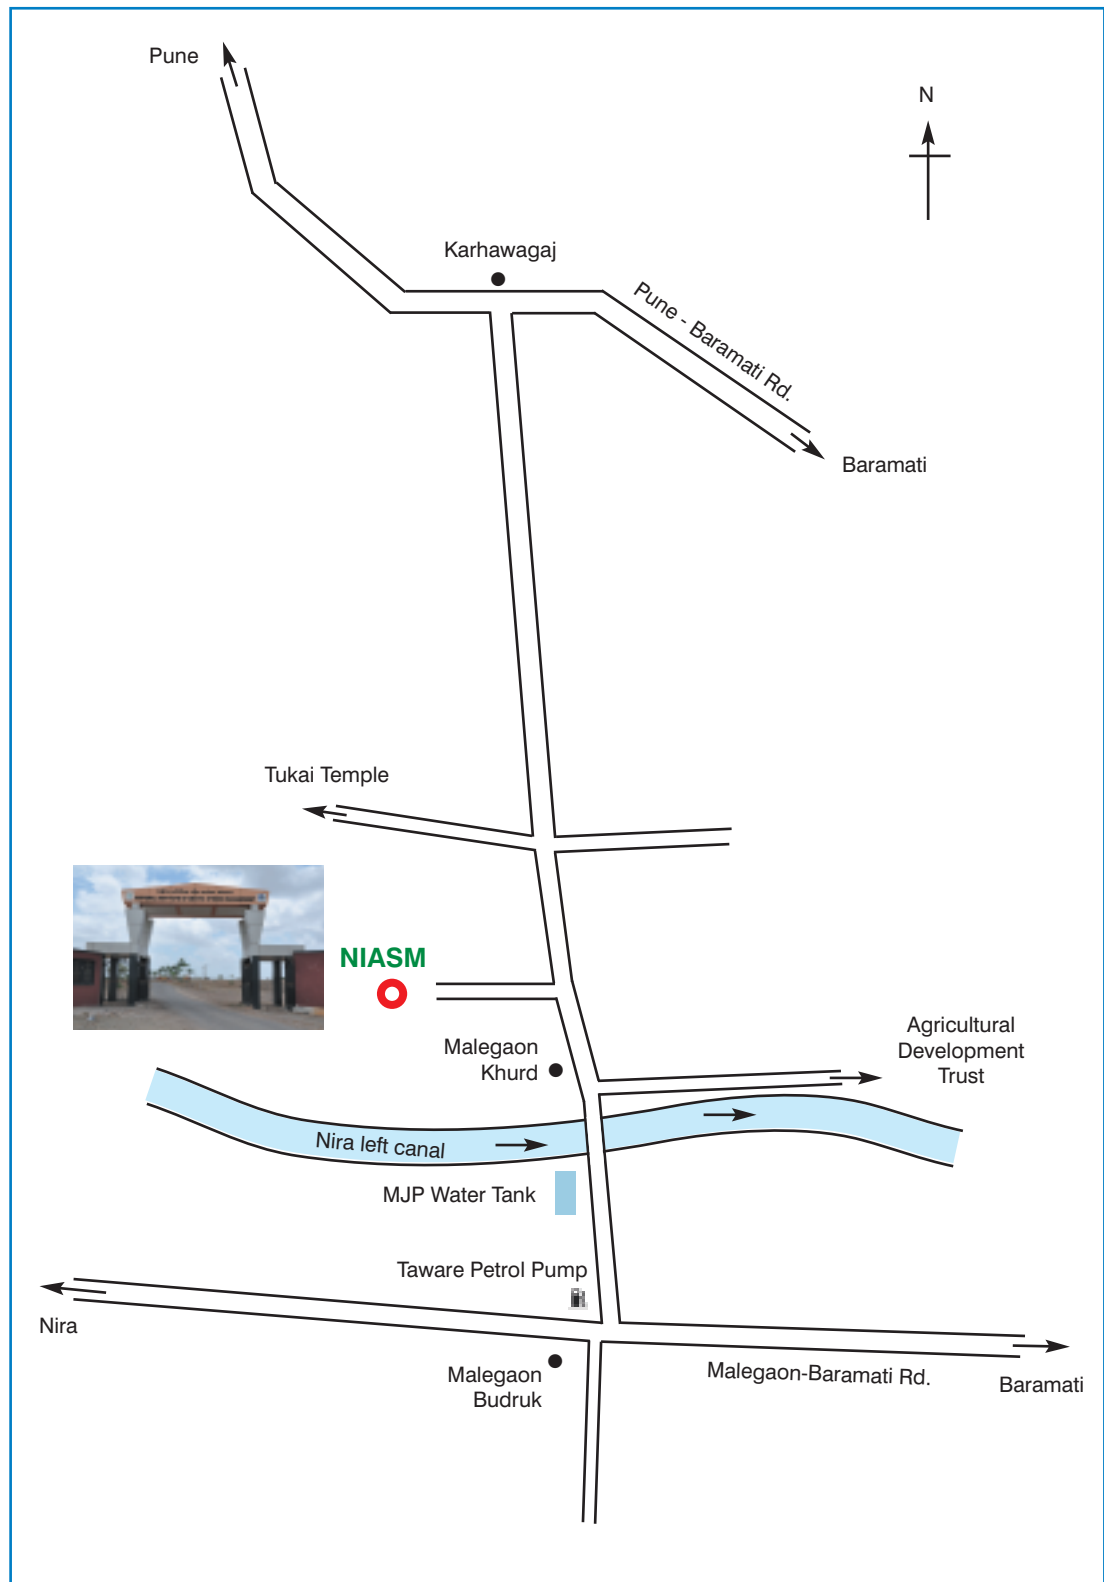 Pune
N
Karhawagaj
Pune - Baramati Rd.
Baramati
Tukai Temple
NIASM
Malegaon
Khurd
Agricultural
Development
Trust
Nira left canal
MJP Water Tank
Taware Petrol Pump
Nira
Malegaon
Budruk
Malegaon-Baramati Rd.
Baramati